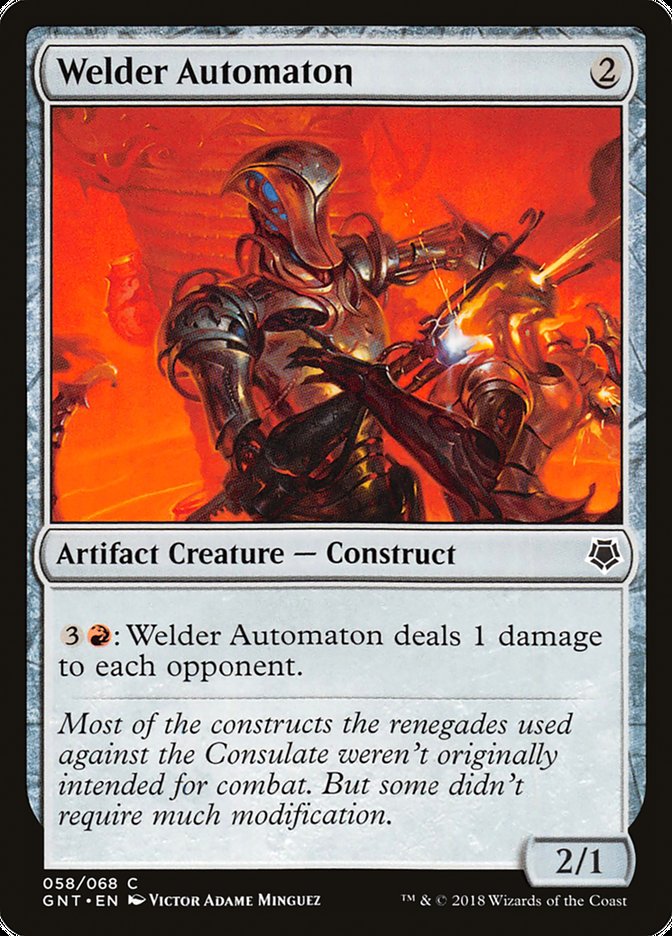 Welder Automaton 2
Artifact Creature — Construct
3: Welder Automaton deals 1 damage
to each opponent.
Most of the constructs the renegades used
against the Consulate weren't originally
intended for combat. But some didn't
require much modification.
2/1
058/068 C
GNT • EN Victor Adame Minguez
™ & © 2018 Wizards of the Coast